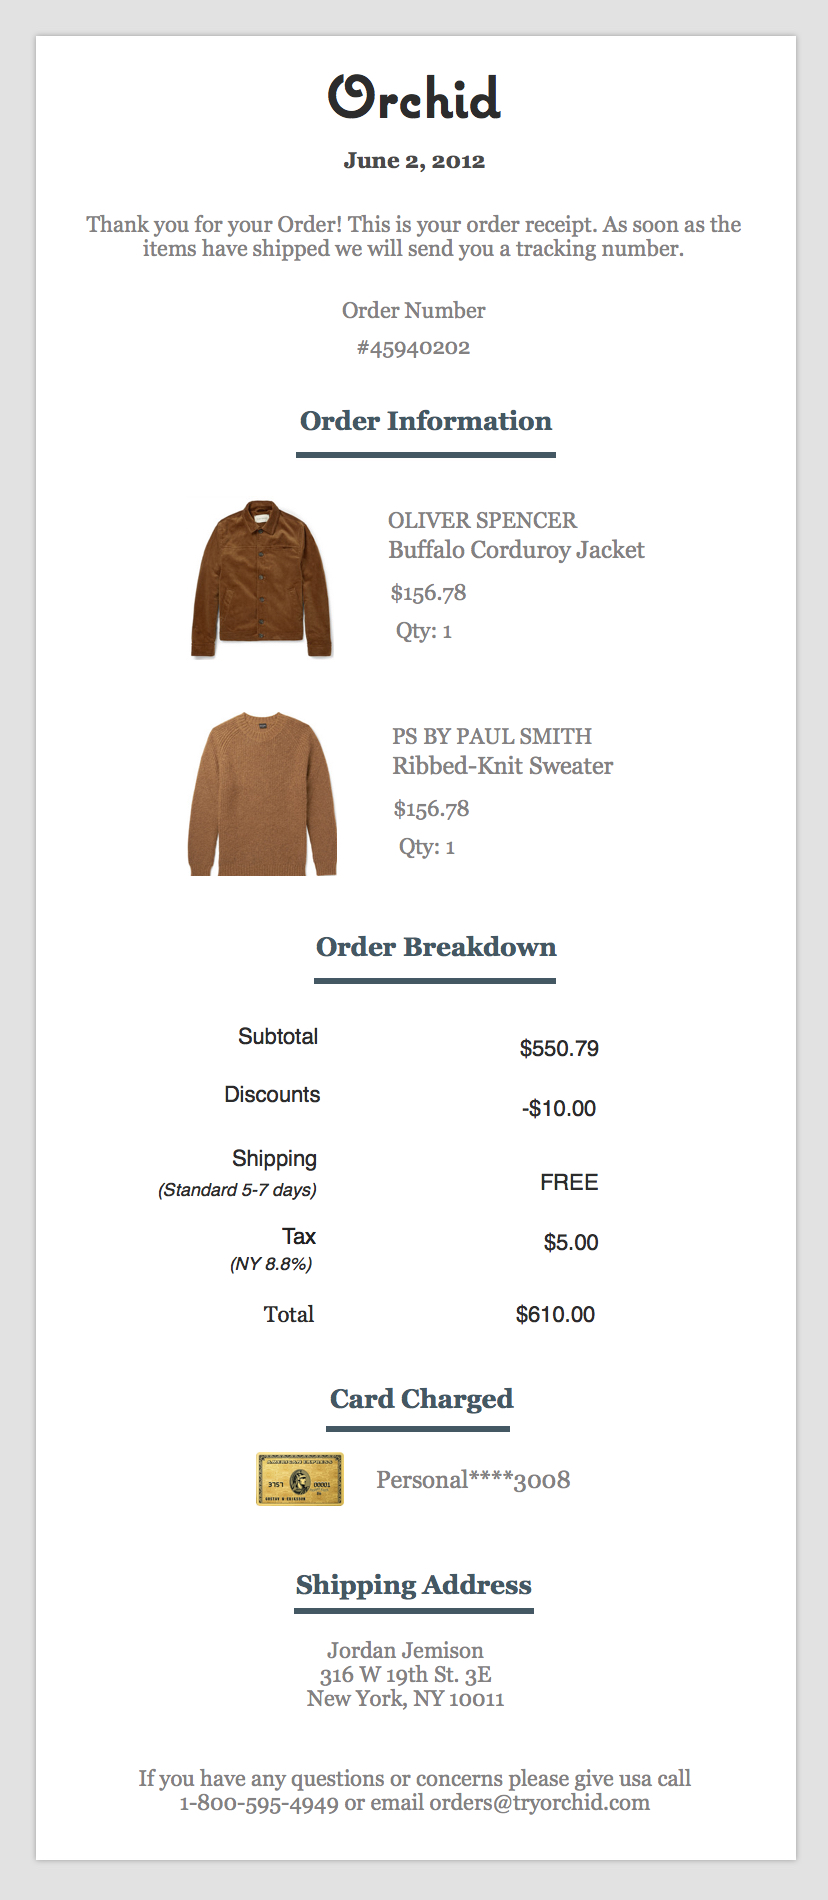 Orchid
June 2, 2012
Thank you for your Order! This is your order receipt. As soon as the
items have shipped we will send you a tracking number.
Order Number
#45940202
Order Information
OLIVER SPENCER
Buffalo Corduroy Jacket
$156.78
Qty: 1
PS BY PAUL SMITH
Ribbed-Knit Sweater
$156.78
Qty: 1
Order Breakdown
Subtotal $550.79
Discounts -$10.00
Shipping
(Standard 5-7 days) FREE
Tax $5.00
(NY 8.8%)
Total $610.00
Card Charged
AMERICAN EXPRESS
3757 00001
Personal****3008
Shipping Address
Jordan Jemison
316 W 19th St. 3E
New York, NY 10011
If you have any questions or concerns please give usa call
1-800-595-4949 or email orders@tryorchid.com